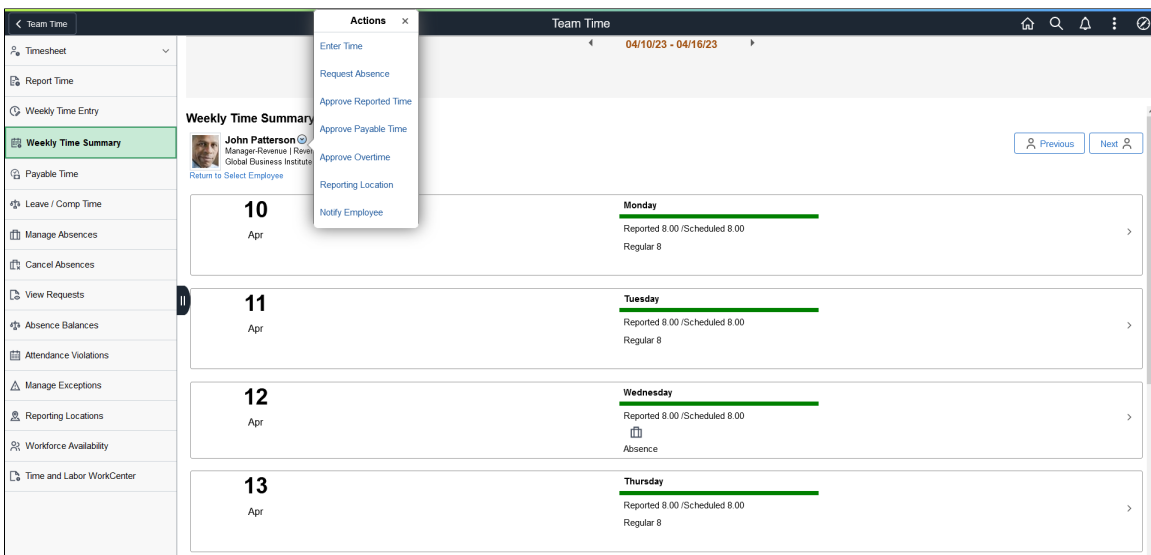 Team Time
Team Time
Actions ×
Enter Time
Request Absence
Approve Reported Time
Approve Payable Time
Approve Overtime
Reporting Location
Notify Employee
04/10/23 - 04/16/23
Timesheet
Report Time
Weekly Time Entry
Weekly Time Summary
Payable Time
Leave / Comp Time
Manage Absences
Cancel Absences
View Requests
Absence Balances
Attendance Violations
Manage Exceptions
Reporting Locations
Workforce Availability
Time and Labor WorkCenter
Weekly Time Summary
John Patterson
Manager-Revenue |
Global Business Institute
Return to Select Employee
Previous
Next
10
Apr
Monday
Reported 8.00 /Scheduled 8.00
Regular 8
11
Apr
Tuesday
Reported 8.00 /Scheduled 8.00
Regular 8
12
Apr
Wednesday
Reported 8.00 /Scheduled 8.00
Absence
13
Apr
Thursday
Reported 8.00 /Scheduled 8.00
Regular 8